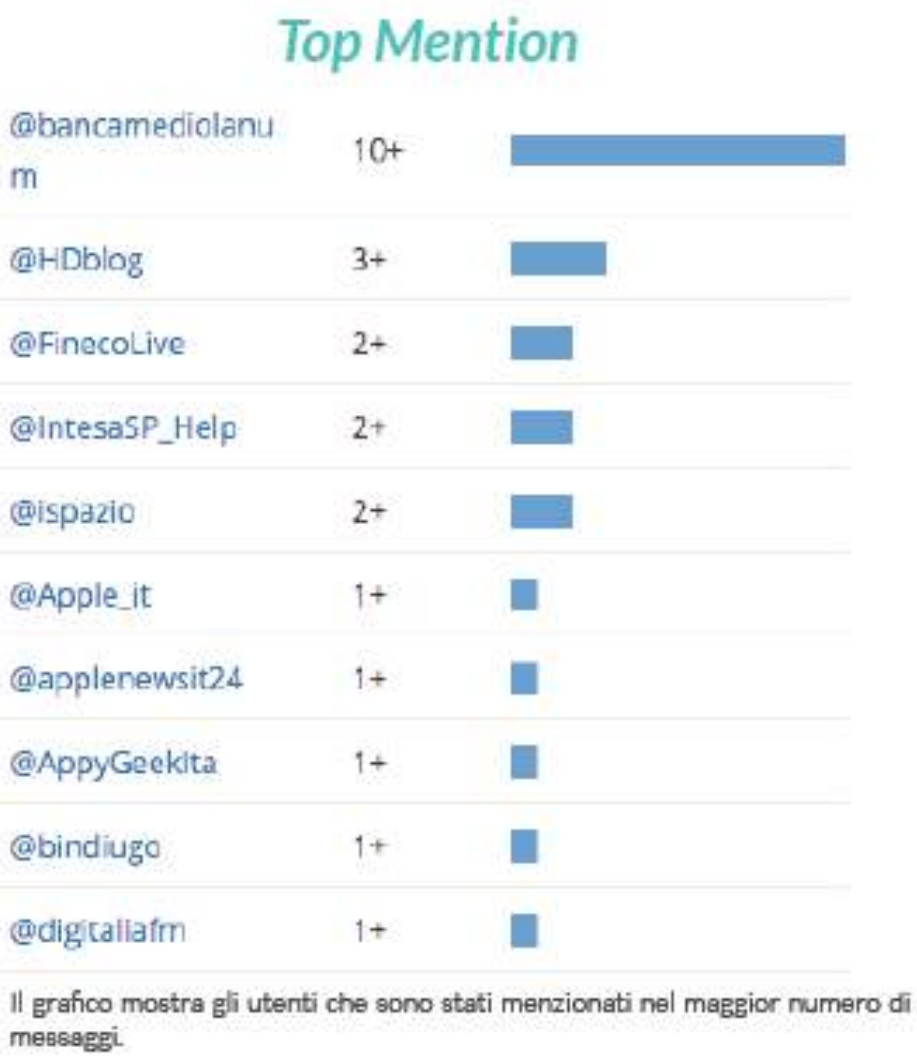 Top Mention
@bancamediolanu
m
10+
@HDblog 3+
@FinecoLive 2+
@IntesaSP_Help 2+
@ispazio 2+
@Apple_it 1+
@applenewsit24 1+
@AppyGeekIta 1+
@bindiugo 1+
@digitaliafm 1+
Il grafico mostra gli utenti che sono stati menzionati nel maggior numero di
messaggi.